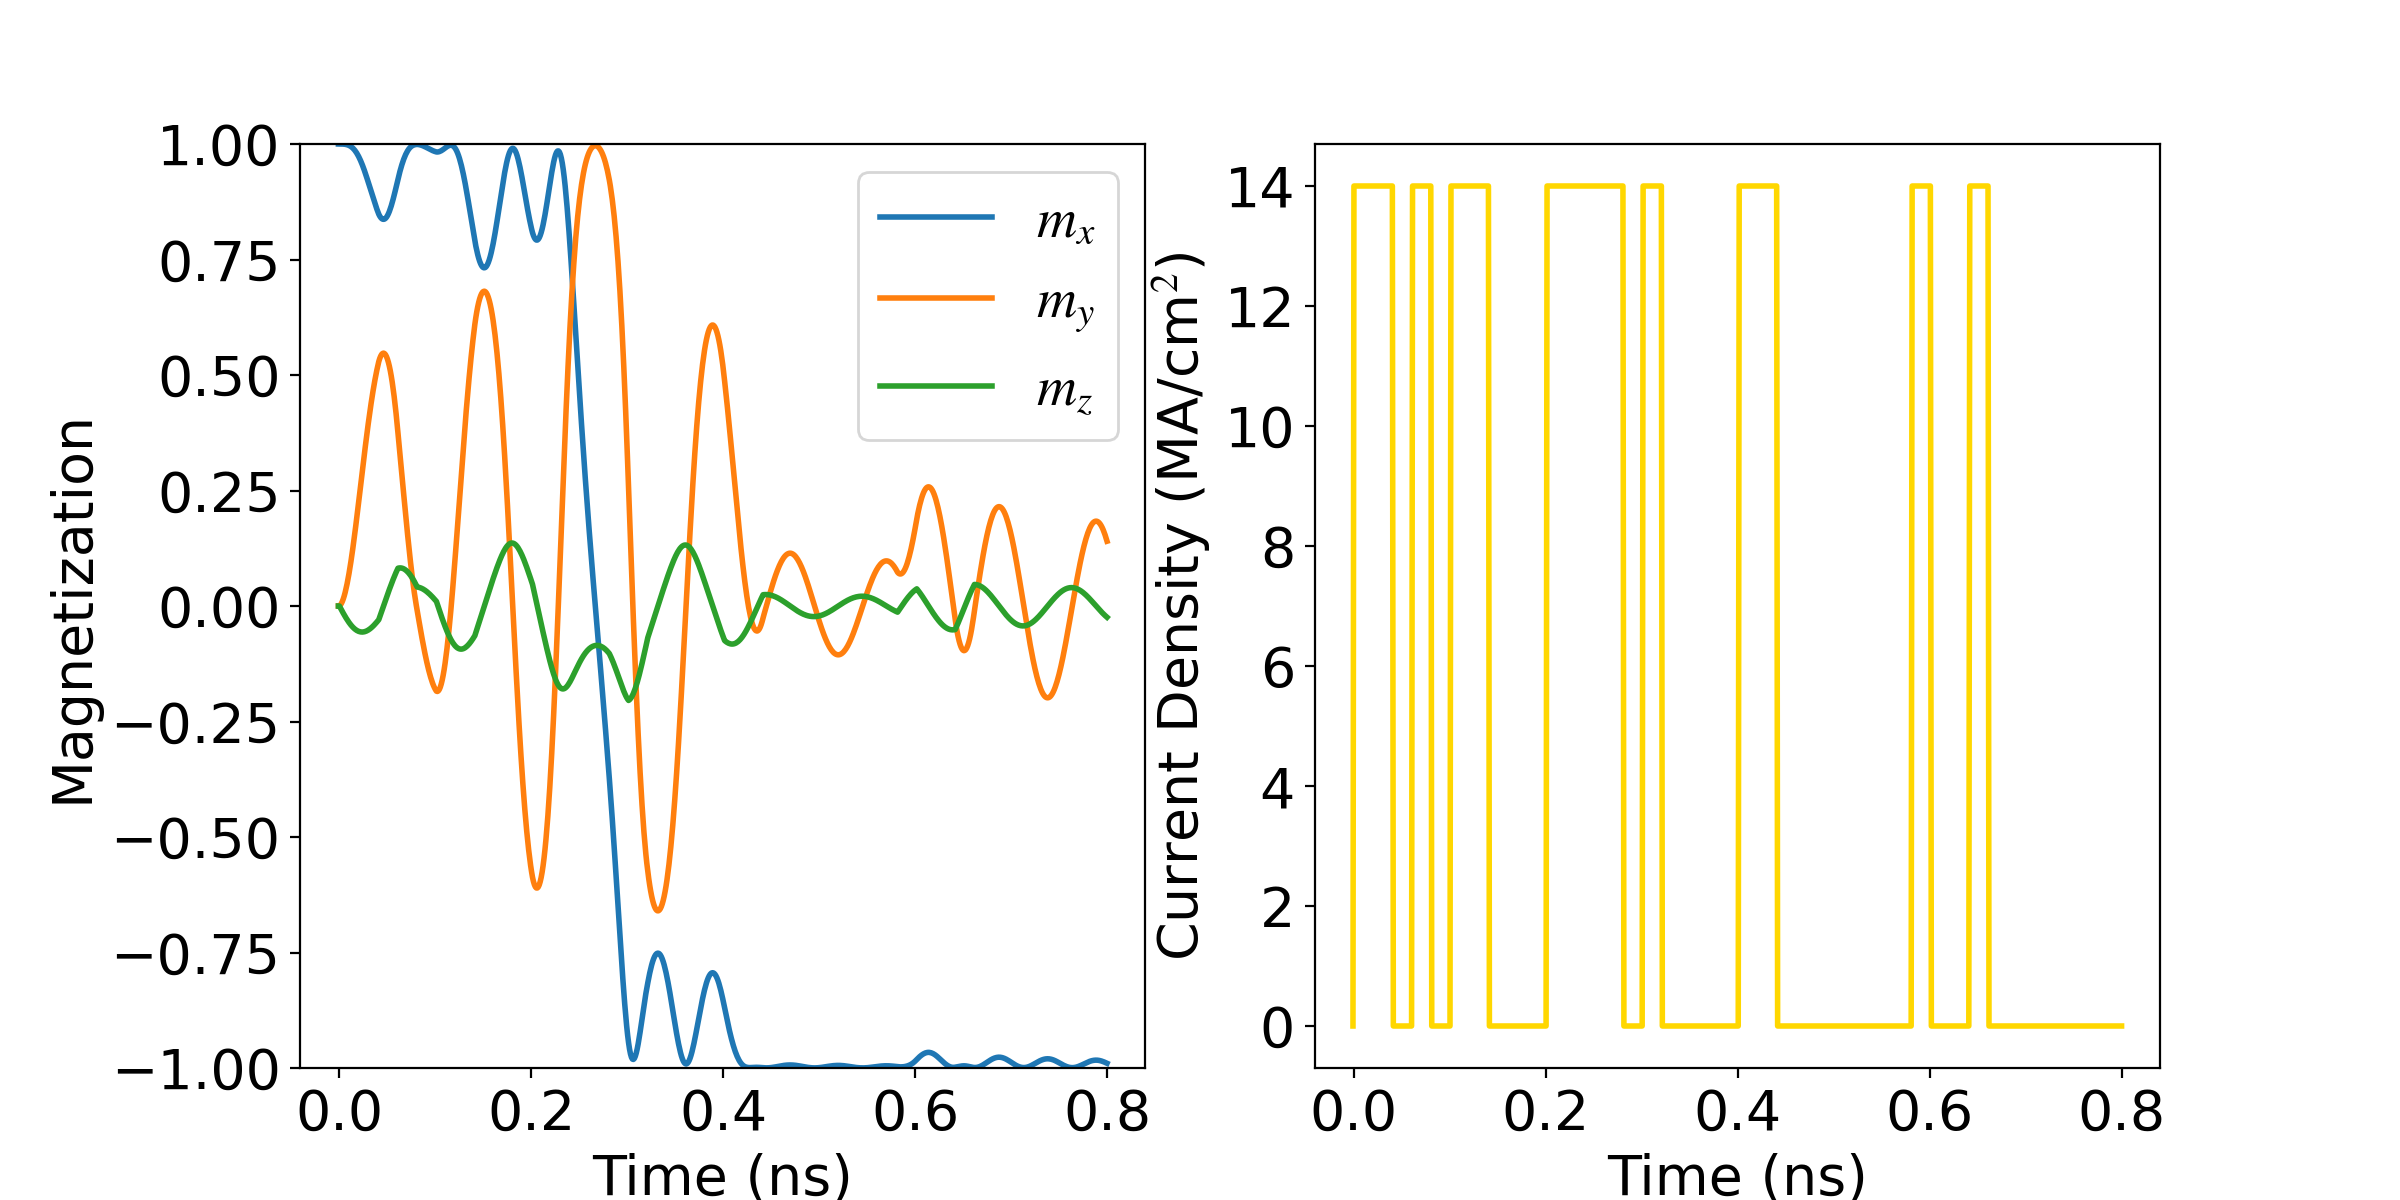 1.00
0.75
0.50
0.25
0.00
−0.25
−0.50
−0.75
−1.00
Magnetization
0.0 0.2 0.4 0.6 0.8
Time (ns)
m_x
m_y
m_z
14
12
10
8
6
4
2
0
Current Density (MA/cm²)
0.0 0.2 0.4 0.6 0.8
Time (ns)